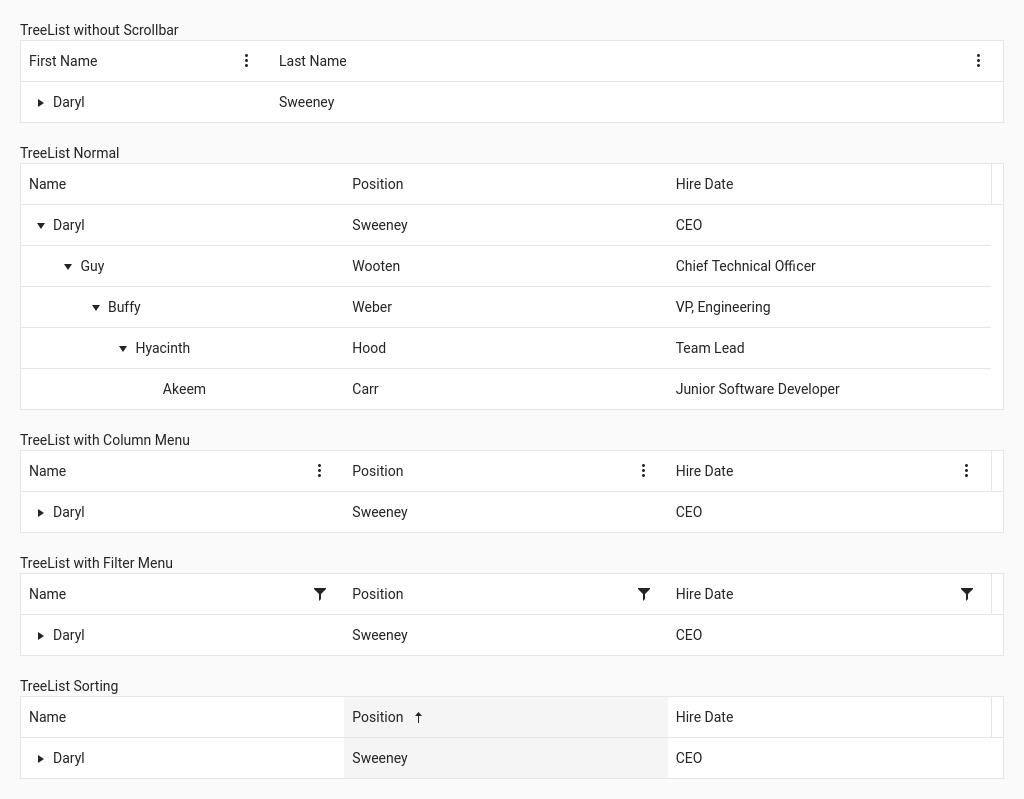 TreeList without Scrollbar
First Name Last Name
Daryl Sweeney
TreeList Normal
Name Position Hire Date
Daryl Sweeney CEO
Guy Wooten Chief Technical Officer
Buffy Weber VP, Engineering
Hyacinth Hood Team Lead
Akeem Carr Junior Software Developer
TreeList with Column Menu
Name Position Hire Date
Daryl Sweeney CEO
TreeList with Filter Menu
Name Position Hire Date
Daryl Sweeney CEO
TreeList Sorting
Name Position Hire Date
Daryl Sweeney CEO